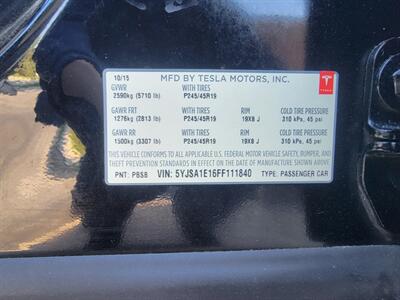 10/15 MFD BY TESLA MOTORS, INC.
GVWR WITH TIRES
2590kg (5710 lb) P245/45R19
TESLA
GAWR FRT WITH TIRES RIM COLD TIRE PRESSURE
1276kg (2813 lb) P245/45R19 19X8 J 310 kPa, 45 psi
GAWR RR WITH TIRES RIM COLD TIRE PRESSURE
1500kg (3307 lb) P245/45R19 19X8 J 310 kPa, 45 psi
THIS VEHICLE CONFORMS TO ALL APPLICABLE U.S. FEDERAL MOTOR VEHICLE SAFETY, BUMPER,
AND THEFT PREVENTION STANDARDS IN EFFECT ON THE DATE OF MANUFACTURE SHOWN ABOVE.
PNT: PBSB VIN: 5YJSA1E16FF111840 TYPE: PASSENGER CAR